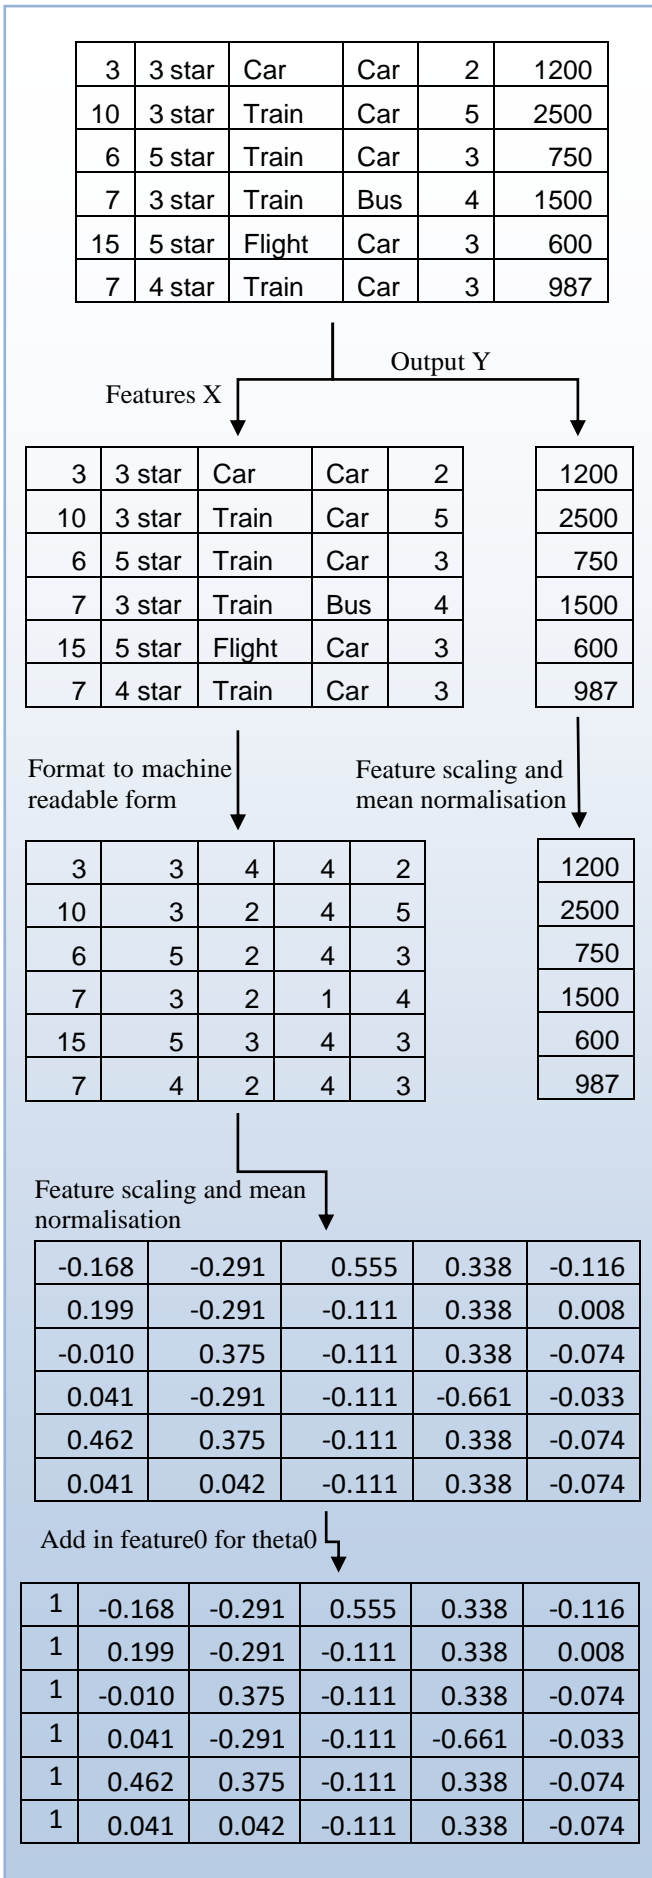 3 3 star Car Car 2 1200
10 3 star Train Car 5 2500
6 5 star Train Car 3 750
7 3 star Train Bus 4 1500
15 5 star Flight Car 3 600
7 4 star Train Car 3 987
Output Y
Features X
3 3 star Car Car 2 1200
10 3 star Train Car 5 2500
6 5 star Train Car 3 750
7 3 star Train Bus 4 1500
15 5 star Flight Car 3 600
7 4 star Train Car 3 987
Format to machine
readable form
Feature scaling and
mean normalisation
3 3 4 4 2 1200
10 3 2 4 5 2500
6 5 2 4 3 750
7 3 2 1 4 1500
15 5 3 4 3 600
7 4 2 4 3 987
Feature scaling and mean
normalisation
-0.168 -0.291 0.555 0.338 -0.116
0.199 -0.291 -0.111 0.338 0.008
-0.010 0.375 -0.111 0.338 -0.074
0.041 -0.291 -0.111 -0.661 -0.033
0.462 0.375 -0.111 0.338 -0.074
0.041 0.042 -0.111 0.338 -0.074
Add in feature0 for theta0
1 -0.168 -0.291 0.555 0.338 -0.116
1 0.199 -0.291 -0.111 0.338 0.008
1 -0.010 0.375 -0.111 0.338 -0.074
1 0.041 -0.291 -0.111 -0.661 -0.033
1 0.462 0.375 -0.111 0.338 -0.074
1 0.041 0.042 -0.111 0.338 -0.074